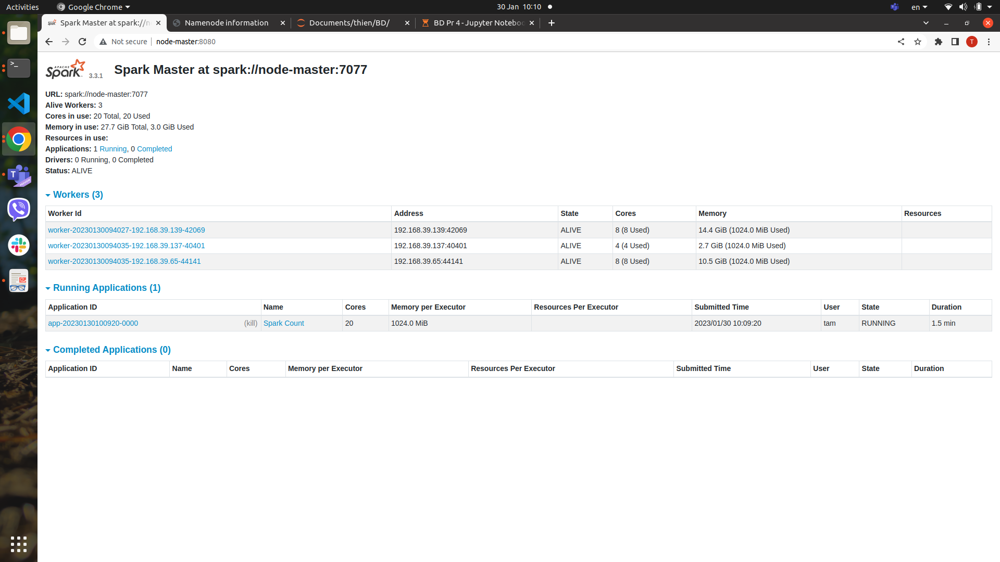 Activities Google Chrome 30 Jan 10:10 en
Spark Master at spark://n Namenode information Documents/thien/BD/ BD Pr 4 - Jupyter Noteboo
Not secure node-master:8080 T
APACHE Spark 3.3.1 Spark Master at spark://node-master:7077
URL: spark://node-master:7077
Alive Workers: 3
Cores in use: 20 Total, 20 Used
Memory in use: 27.7 GiB Total, 3.0 GiB Used
Resources in use:
Applications: 1 Running, 0 Completed
Drivers: 0 Running, 0 Completed
Status: ALIVE
Workers (3)
Worker Id Address State Cores Memory Resources
worker-20230130094027-192.168.39.139-42069 192.168.39.139:42069 ALIVE 8 (8 Used) 14.4 GiB (1024.0 MiB Used)
worker-20230130094035-192.168.39.137-40401 192.168.39.137:40401 ALIVE 4 (4 Used) 2.7 GiB (1024.0 MiB Used)
worker-20230130094035-192.168.39.65-44141 192.168.39.65:44141 ALIVE 8 (8 Used) 10.5 GiB (1024.0 MiB Used)
Running Applications (1)
Application ID Name Cores Memory per Executor Resources Per Executor Submitted Time User State Duration
app-20230130100920-0000 (kill) Spark Count 20 1024.0 MiB 2023/01/30 10:09:20 tam RUNNING 1.5 min
Completed Applications (0)
Application ID Name Cores Memory per Executor Resources Per Executor Submitted Time User State Duration